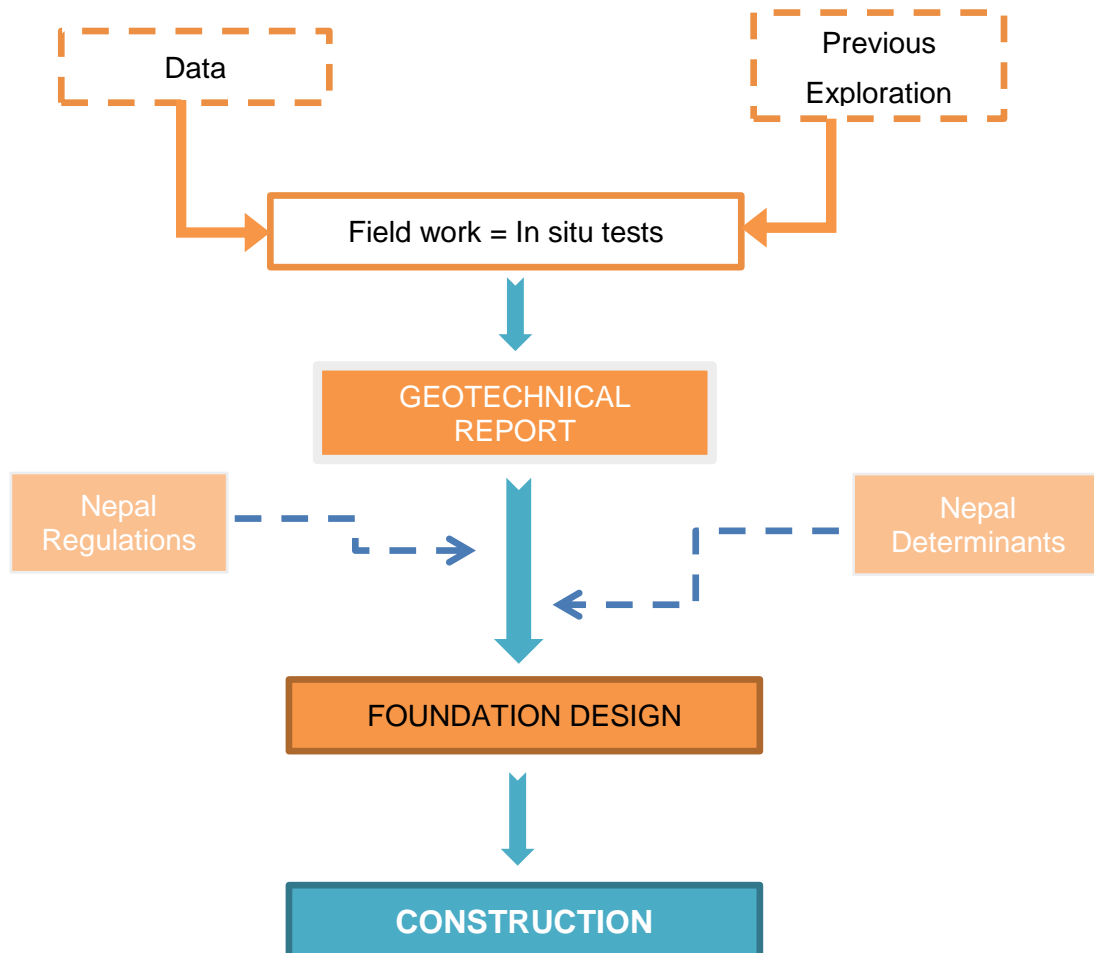 Data
Previous
Exploration
Field work = In situ tests
GEOTECHNICAL
REPORT
Nepal
Regulations
Nepal
Determinants
FOUNDATION DESIGN
CONSTRUCTION